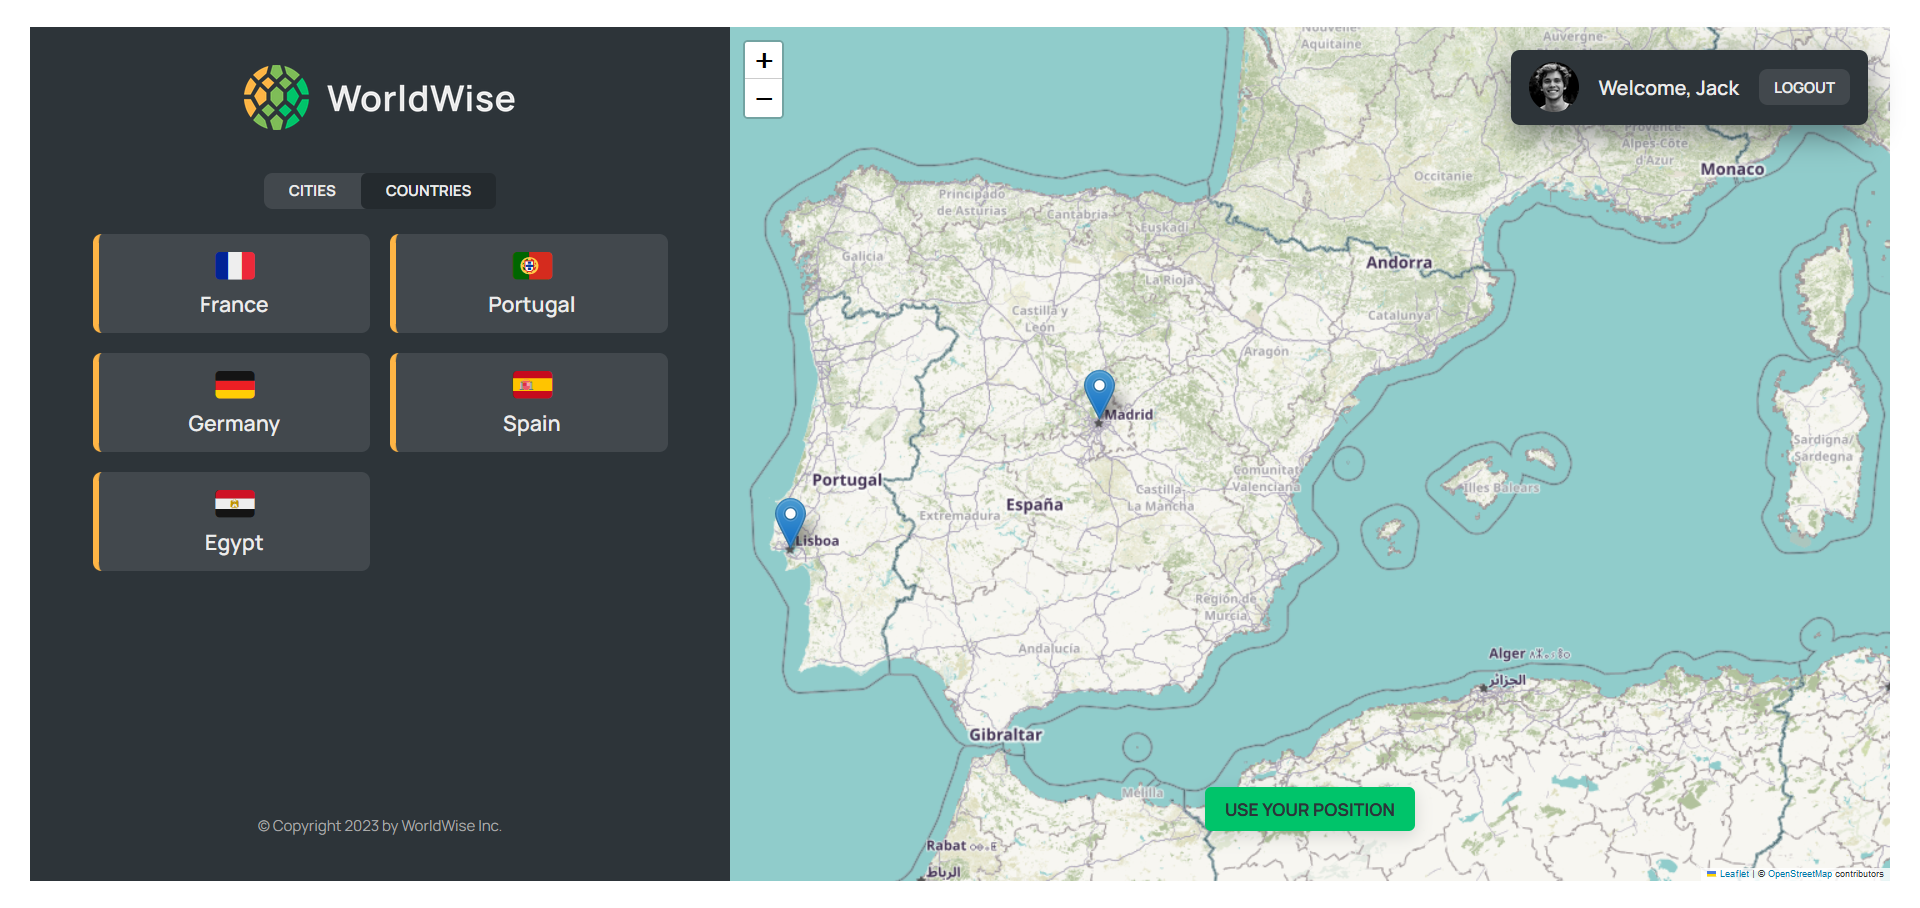 WorldWise
CITIES
COUNTRIES
France
Portugal
Germany
Spain
Egypt
© Copyright 2023 by WorldWise Inc.
+
−
Welcome, Jack
LOGOUT
Nouvelle-
Aquitaine
Auvergne-
Provence-
Alpes-Côte
d'Azur
Monaco
Occitanie
Principado
de Asturias
Cantabria
Euskadi
Galicia
Andorra
La Rioja
Castilla y
León
Catalunya
Aragón
Madrid
Sardigna/
Sardegna
Portugal
Comunitat
Valenciana
Illes Balears
España
Castilla-
La Mancha
Extremadura
Lisboa
Región de
Murcia
Andalucía
Alger
الجزائر
Gibraltar
Melilla
USE YOUR POSITION
Rabat
الرباط
Leaflet | © OpenStreetMap contributors